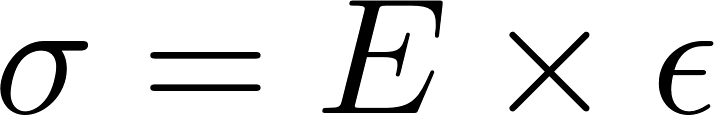 σ = E × ϵ